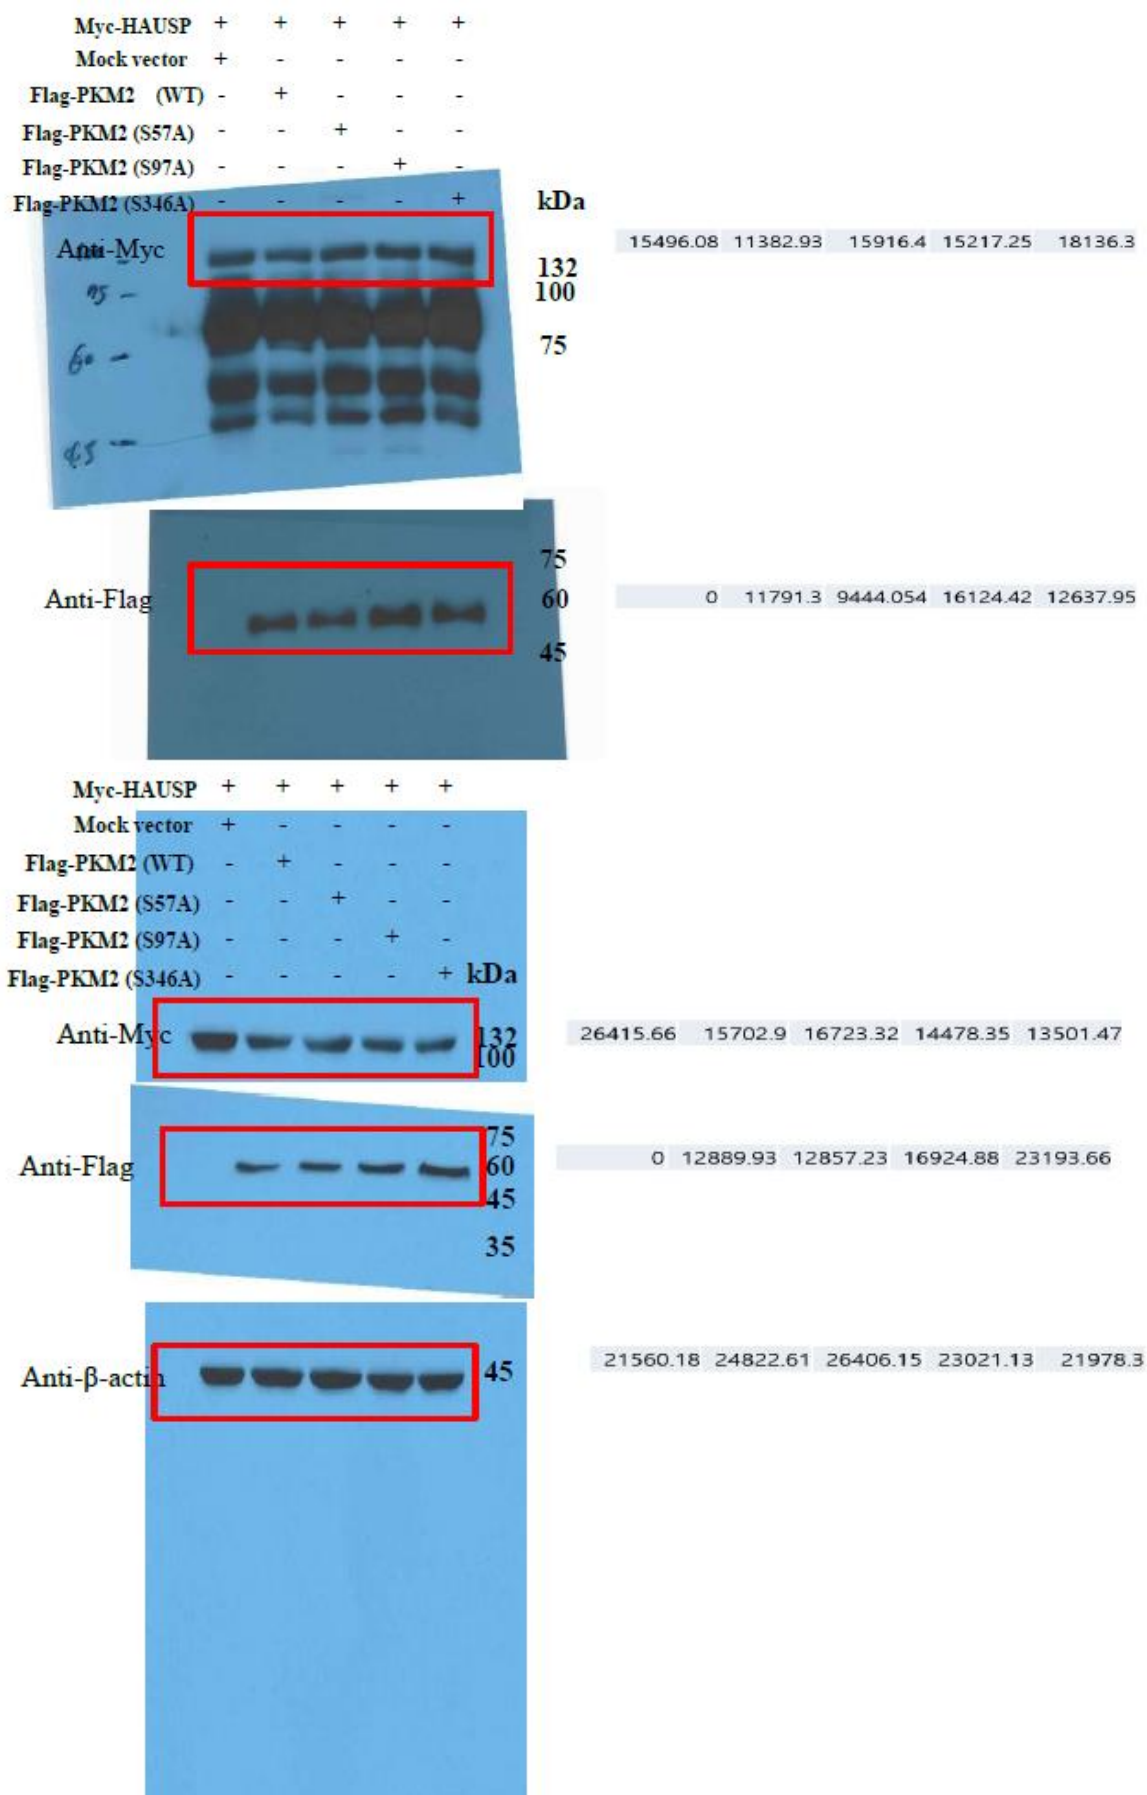 Myc-HAUSP + + + + +
Mock vector + - - - -
Flag-PKM2 (WT) - + - - -
Flag-PKM2 (S57A) - - + - -
Flag-PKM2 (S97A) - - - + -
Flag-PKM2 (S346A) - - - - + kDa
Anti-Myc 15496.08 11382.93 15916.4 15217.25 18136.3
132
95 - 100
75
60 -
45 -
75
Anti-Flag 60 0 11791.3 9444.054 16124.42 12637.95
45
Myc-HAUSP + + + + +
Mock vector + - - - -
Flag-PKM2 (WT) - + - - -
Flag-PKM2 (S57A) - - + - -
Flag-PKM2 (S97A) - - - + -
Flag-PKM2 (S346A) - - - - + kDa
Anti-Myc 132 26415.66 15702.9 16723.32 14478.35 13501.47
100
75
Anti-Flag 60 0 12889.93 12857.23 16924.88 23193.66
45
35
Anti-β-actin 45 21560.18 24822.61 26406.15 23021.13 21978.3